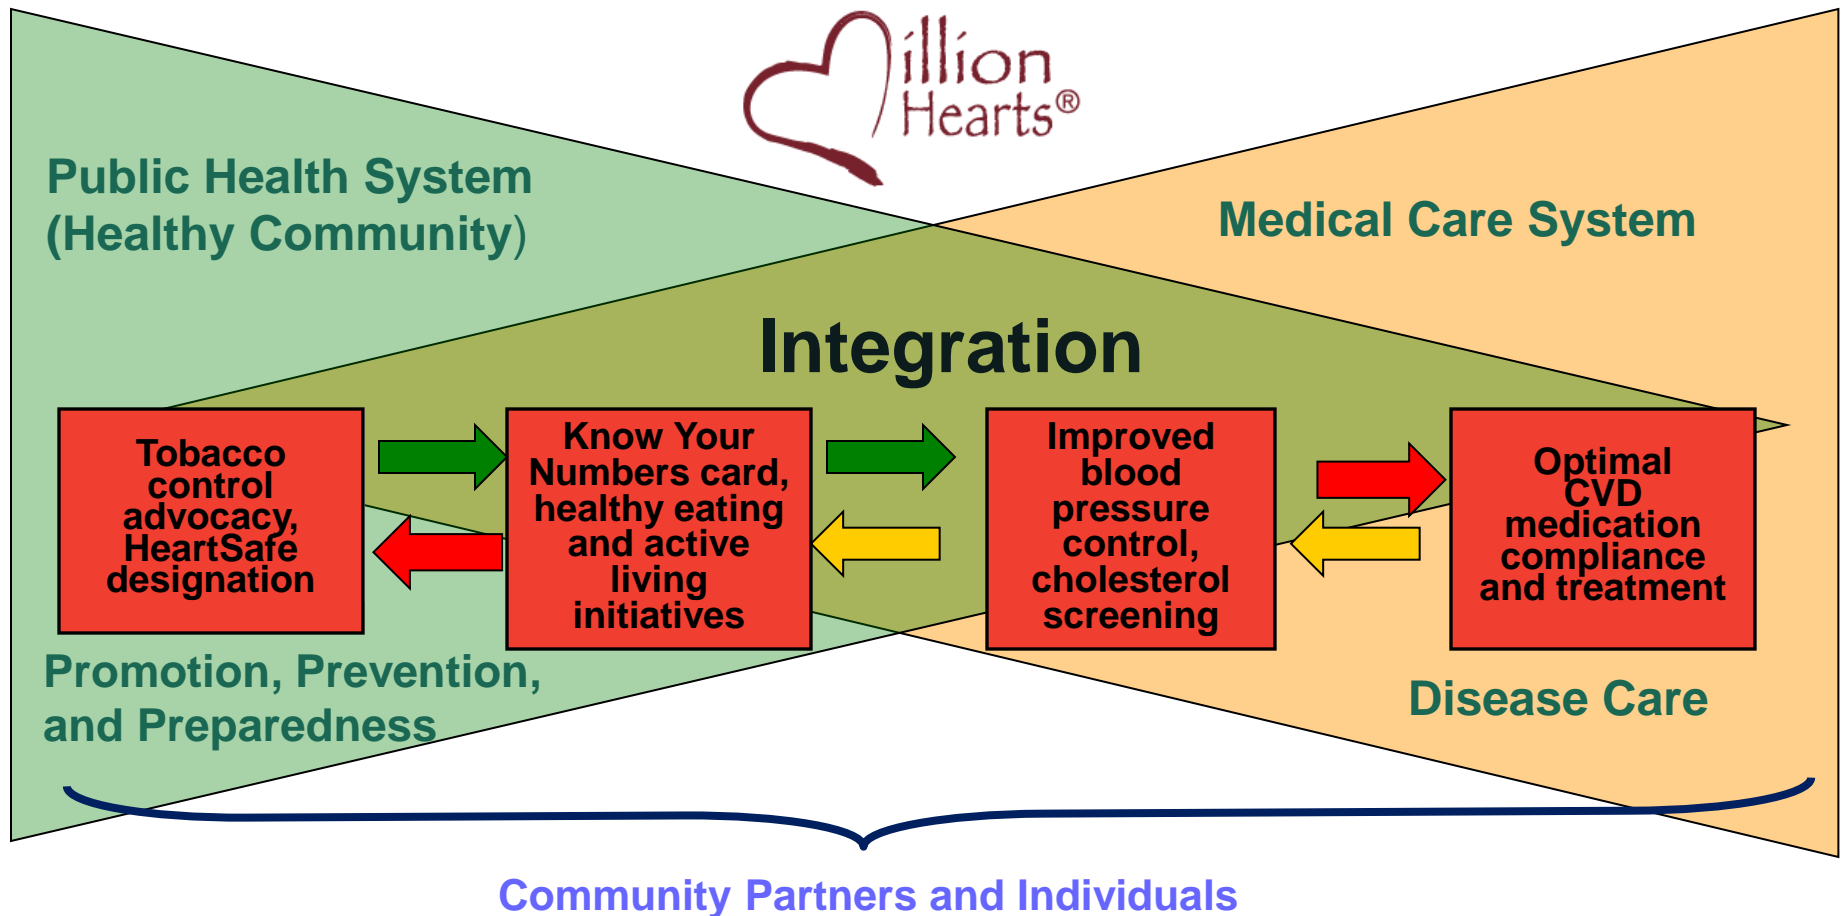 Million
Hearts®
Public Health System
(Healthy Community)
Medical Care System
Integration
Tobacco
control
advocacy,
HeartSafe
designation
Know Your
Numbers card,
healthy eating
and active
living
initiatives
Improved
blood
pressure
control,
cholesterol
screening
Optimal
CVD
medication
compliance
and treatment
Promotion, Prevention,
and Preparedness
Disease Care
Community Partners and Individuals